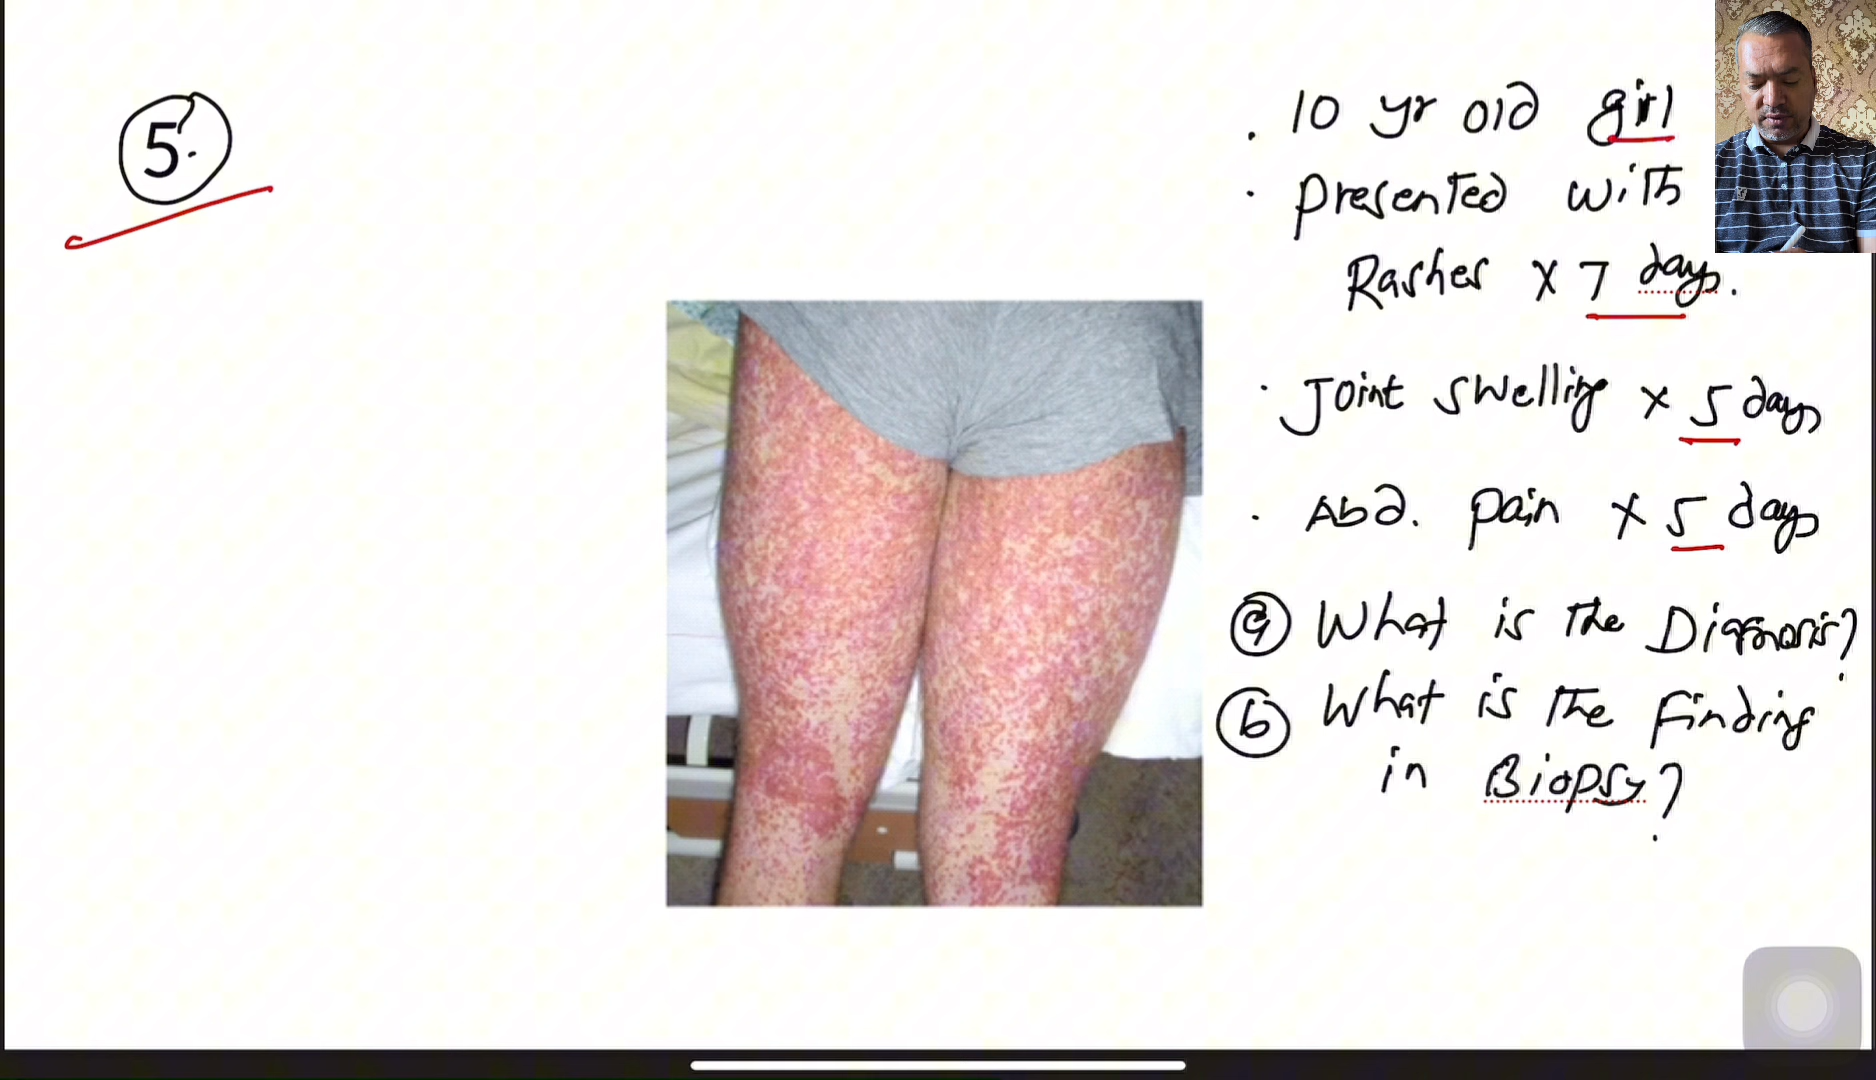 5.
. 10 yr old girl
. Presented with
Rashes x 7 days.
. Joint swelling x 5 days
. Abd. Pain x 5 days
(a) What is the Diagnosis?
(b) What is the Finding
in Biopsy?